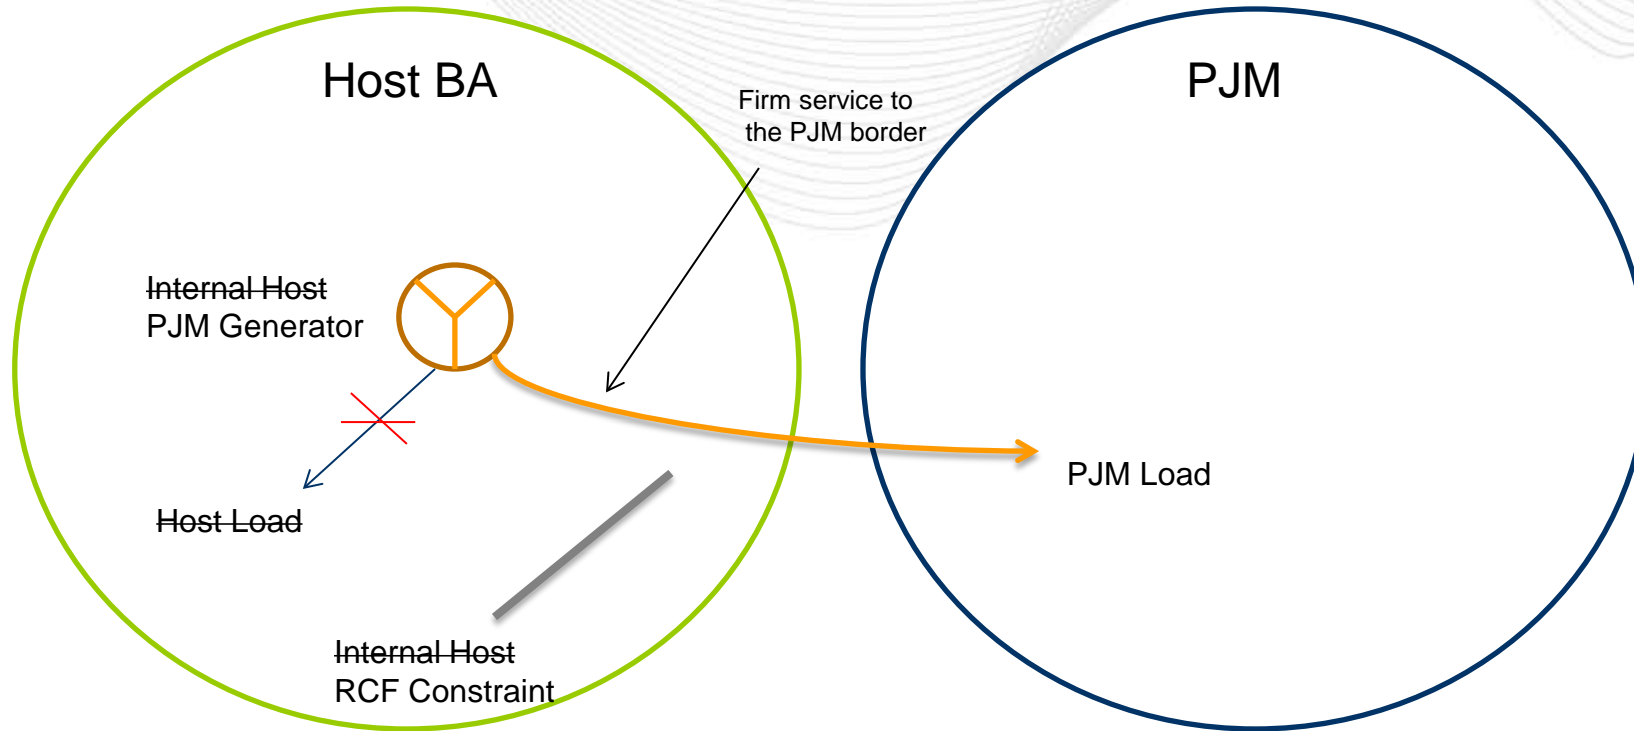 Host BA
PJM
Firm service to
the PJM border
Internal Host
PJM Generator
PJM Load
Host Load
Internal Host
RCF Constraint